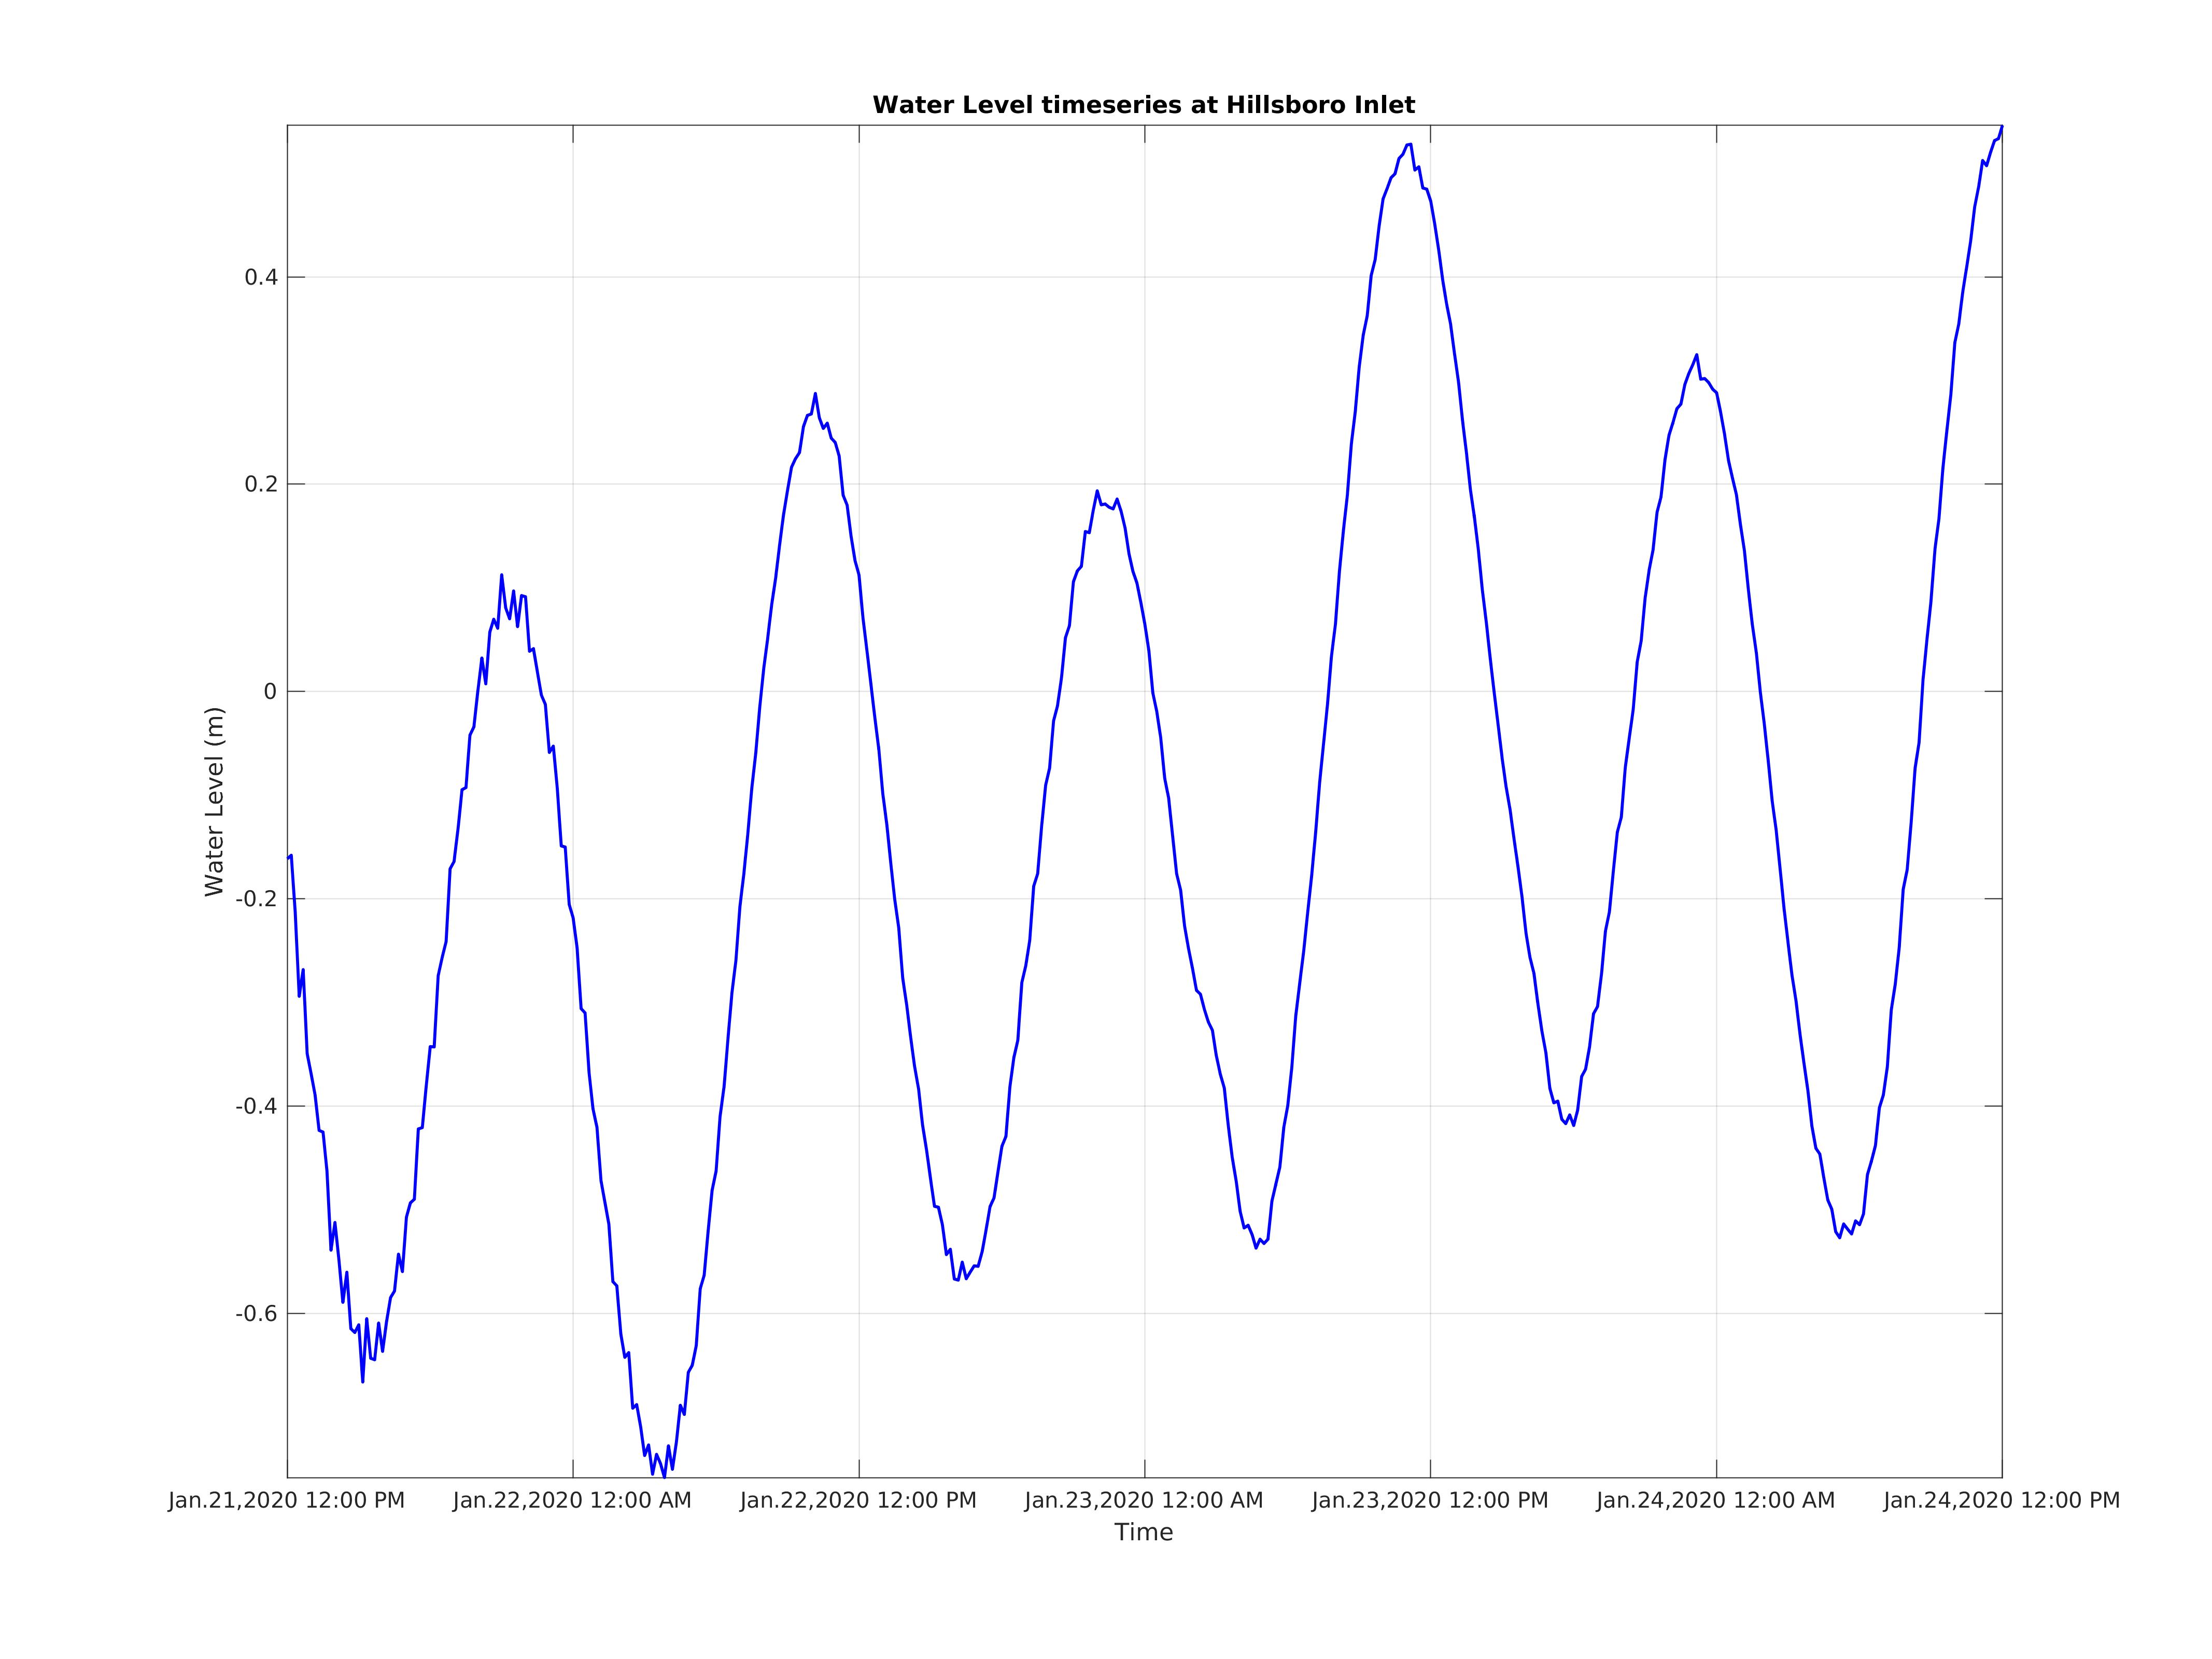 Water Level timeseries at Hillsboro Inlet
0.4
0.2
0
-0.2
-0.4
-0.6
Water Level (m)
Jan.21,2020 12:00 PM
Jan.22,2020 12:00 AM
Jan.22,2020 12:00 PM
Jan.23,2020 12:00 AM
Jan.23,2020 12:00 PM
Jan.24,2020 12:00 AM
Jan.24,2020 12:00 PM
Time